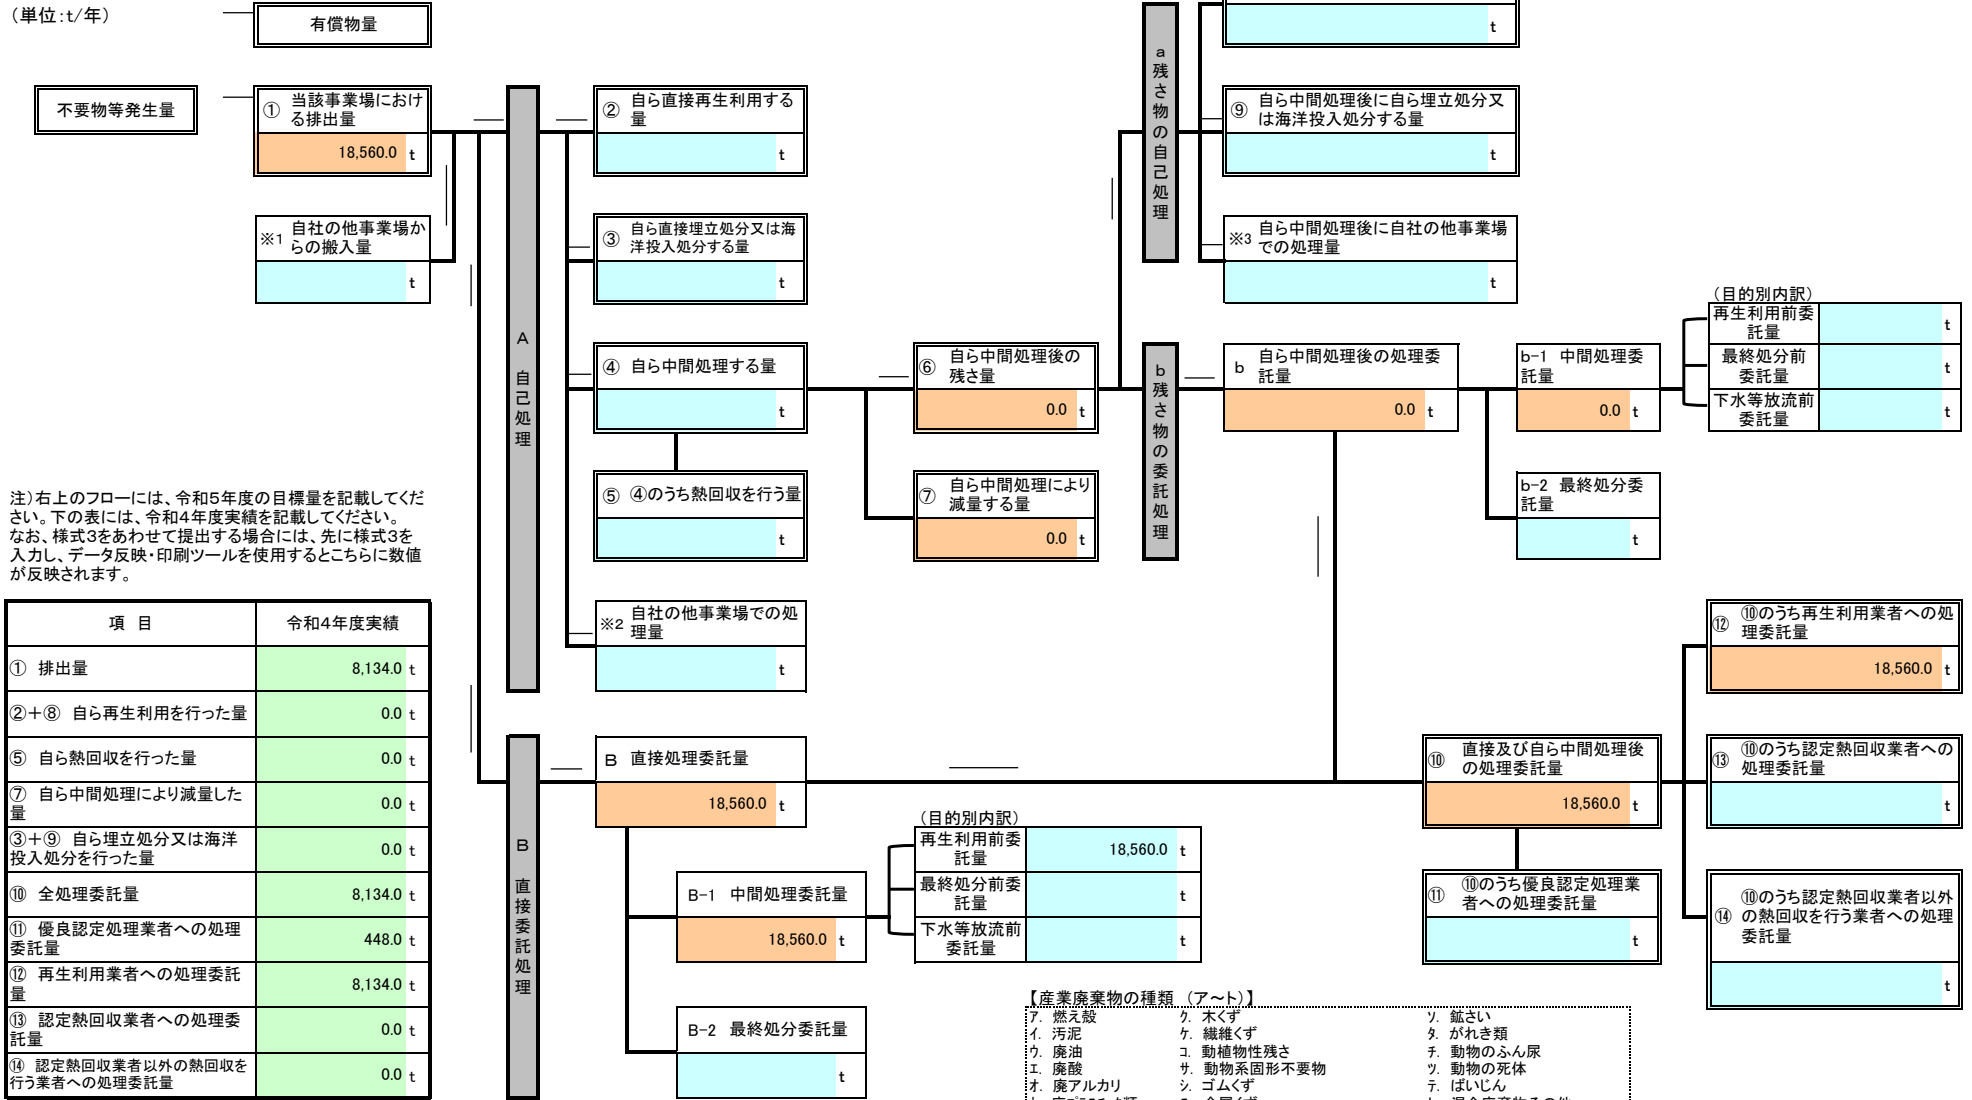 （単位：t/年）
有償物量
不要物等発生量
① 当該事業場におけ
る排出量
18,560.0 t
※1 自社の他事業場か
らの搬入量
t
A 自己処理
② 自ら直接再生利用する
量
t
③ 自ら直接埋立処分又は海
洋投入処分する量
t
④ 自ら中間処理する量
t
⑤ ④のうち熱回収を行う量
t
※2 自社の他事業場での処
理量
t
⑥ 自ら中間処理後の
残さ量
0.0 t
⑦ 自ら中間処理により
減量する量
0.0 t
a 残さ物の自己処理
t
⑨ 自ら中間処理後に自ら埋立処分又
は海洋投入処分する量
t
※3 自ら中間処理後に自社の他事業場
での処理量
t
b 残さ物の委託処理
b 自ら中間処理後の処理委
託量
0.0 t
b-1 中間処理委
託量
0.0 t
b-2 最終処分委
託量
t
（目的別内訳）
再生利用前委
託量
t
最終処分前
委託量
t
下水等放流前
委託量
t
注）右上のフローには、令和５年度の目標量を記載してくだ
さい。下の表には、令和４年度実績を記載してください。
なお、様式３をあわせて提出する場合には、先に様式３を
入力し、データ反映・印刷ツールを使用するとこちらに数値
が反映されます。
項 目 令和４年度実績
① 排出量 8,134.0 t
②＋⑧ 自ら再生利用を行った量 0.0 t
⑤ 自ら熱回収を行った量 0.0 t
⑦ 自ら中間処理により減量した
量 0.0 t
③＋⑨ 自ら埋立処分又は海洋
投入処分を行った量 0.0 t
⑩ 全処理委託量 8,134.0 t
⑪ 優良認定処理業者への処理
委託量 448.0 t
⑫ 再生利用業者への処理委託
量 8,134.0 t
⑬ 認定熱回収業者への処理委
託量 0.0 t
⑭ 認定熱回収業者以外の熱回収を
行う業者への処理委託量 0.0 t
B 直接委託処理
B 直接処理委託量
18,560.0 t
B-1 中間処理委託量
18,560.0 t
B-2 最終処分委託量
t
（目的別内訳）
再生利用前委
託量
18,560.0 t
最終処分前委
託量
t
下水等放流前
委託量
t
⑩ 直接及び自ら中間処理後
の処理委託量
18,560.0 t
⑪ ⑩のうち優良認定処理業
者への処理委託量
t
⑫ ⑩のうち再生利用業者への処
理委託量
18,560.0 t
⑬ ⑩のうち認定熱回収業者への
処理委託量
t
⑭ ⑩のうち認定熱回収業者以外
の熱回収を行う業者への処理
委託量
t
【産業廃棄物の種類 （ア～ト）】
ア. 燃え殻 ク. 木くず ソ. 鉱さい
イ. 汚泥 ケ. 繊維くず タ. がれき類
ウ. 廃油 コ. 動植物性残さ チ. 動物のふん尿
エ. 廃酸 サ. 動物系固形不要物 ツ. 動物の死体
オ. 廃アルカリ シ. ゴムくず テ. ばいじん